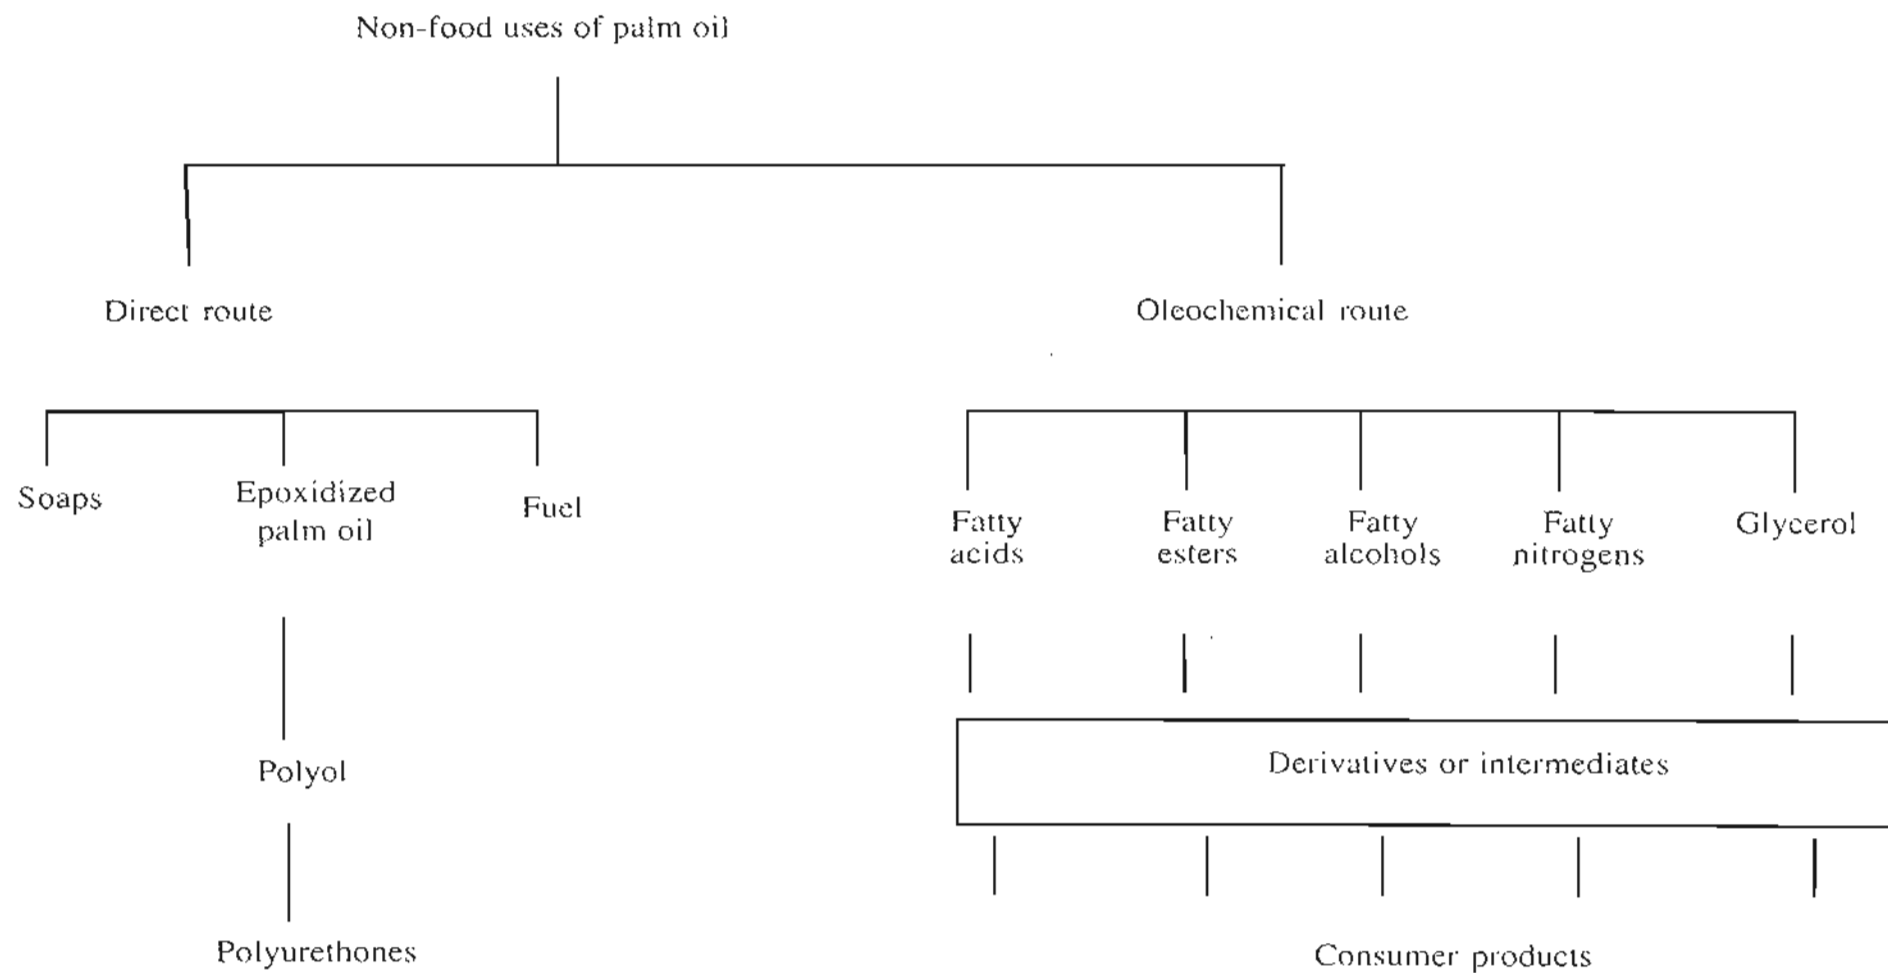 Non-food uses of palm oil
Direct route
Oleochemical route
Soaps
Epoxidized
palm oil
Fuel
Fatty
acids
Fatty
esters
Fatty
alcohols
Fatty
nitrogens
Glycerol
Derivatives or intermediates
Polyol
Polyurethones
Consumer products